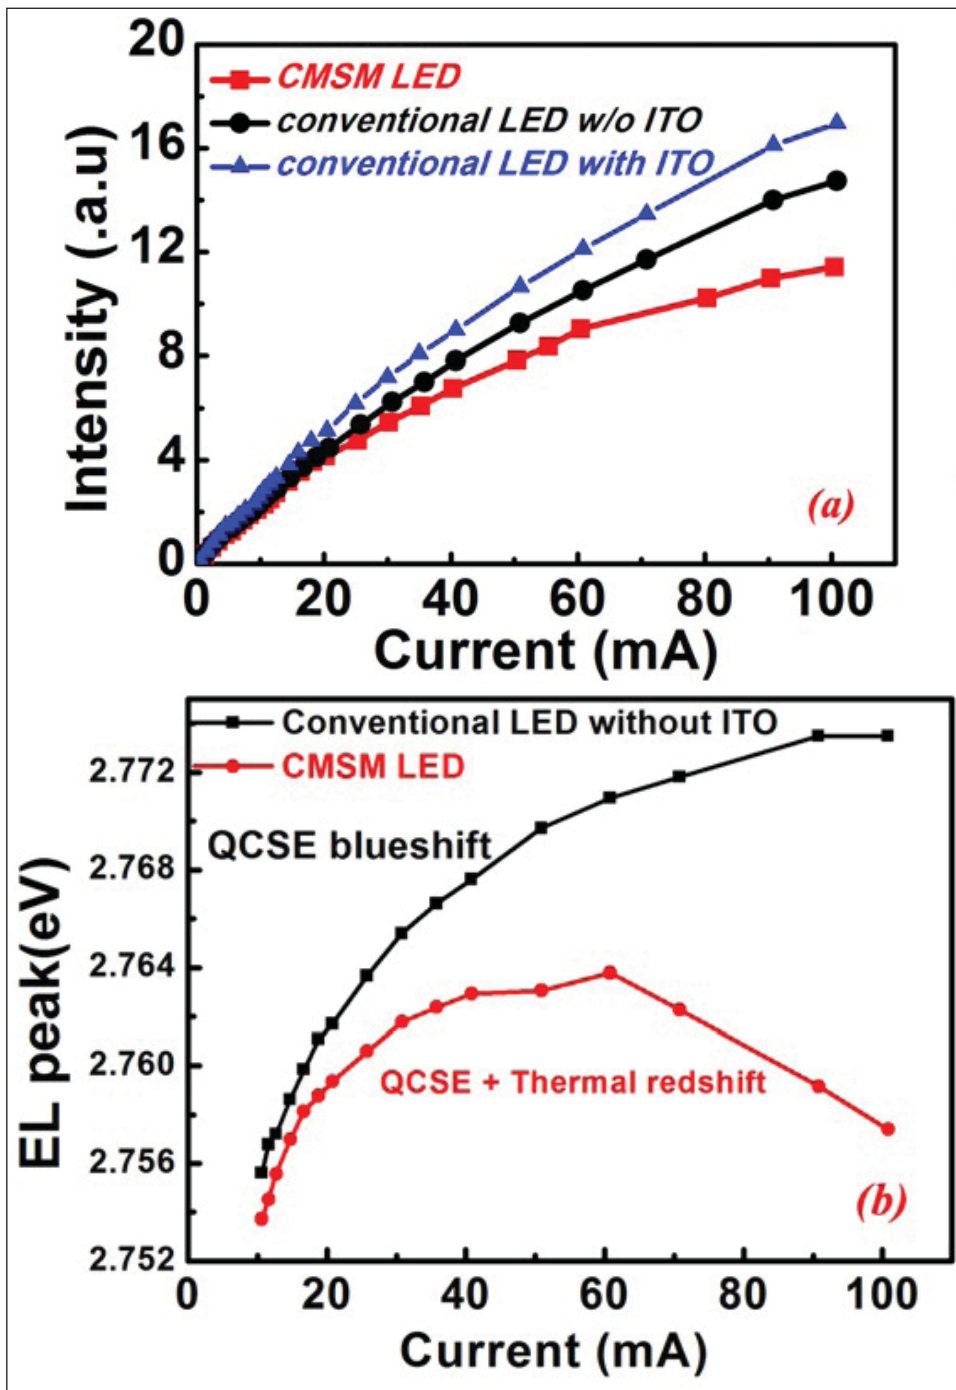 20
16
12
8
4
0
Intensity (.a.u)
CMSM LED
conventional LED w/o ITO
conventional LED with ITO
(a)
0 20 40 60 80 100
Current (mA)
2.772
2.768
2.764
2.760
2.756
2.752
EL peak(eV)
Conventional LED without ITO
CMSM LED
QCSE blueshift
QCSE + Thermal redshift
(b)
0 20 40 60 80 100
Current (mA)